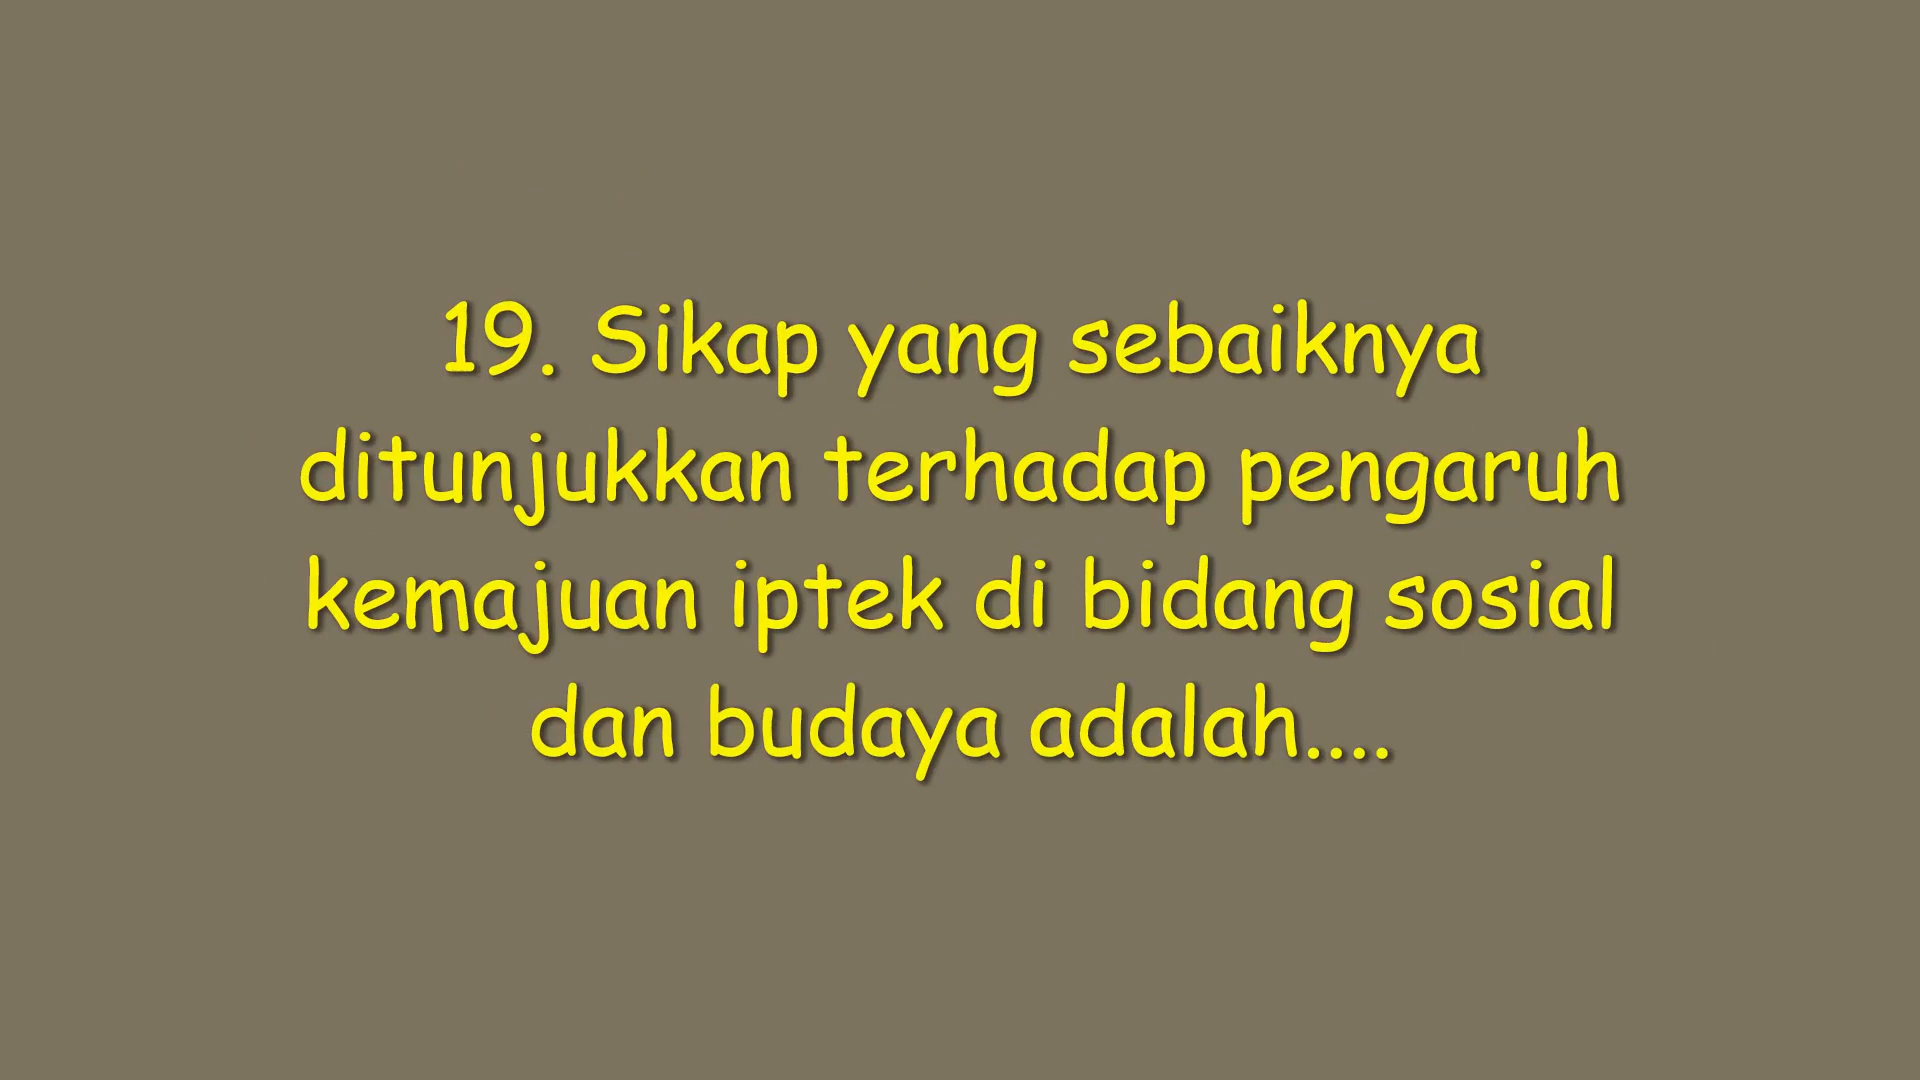 19. Sikap yang sebaiknya
ditunjukkan terhadap pengaruh
kemajuan iptek di bidang sosial
dan budaya adalah....